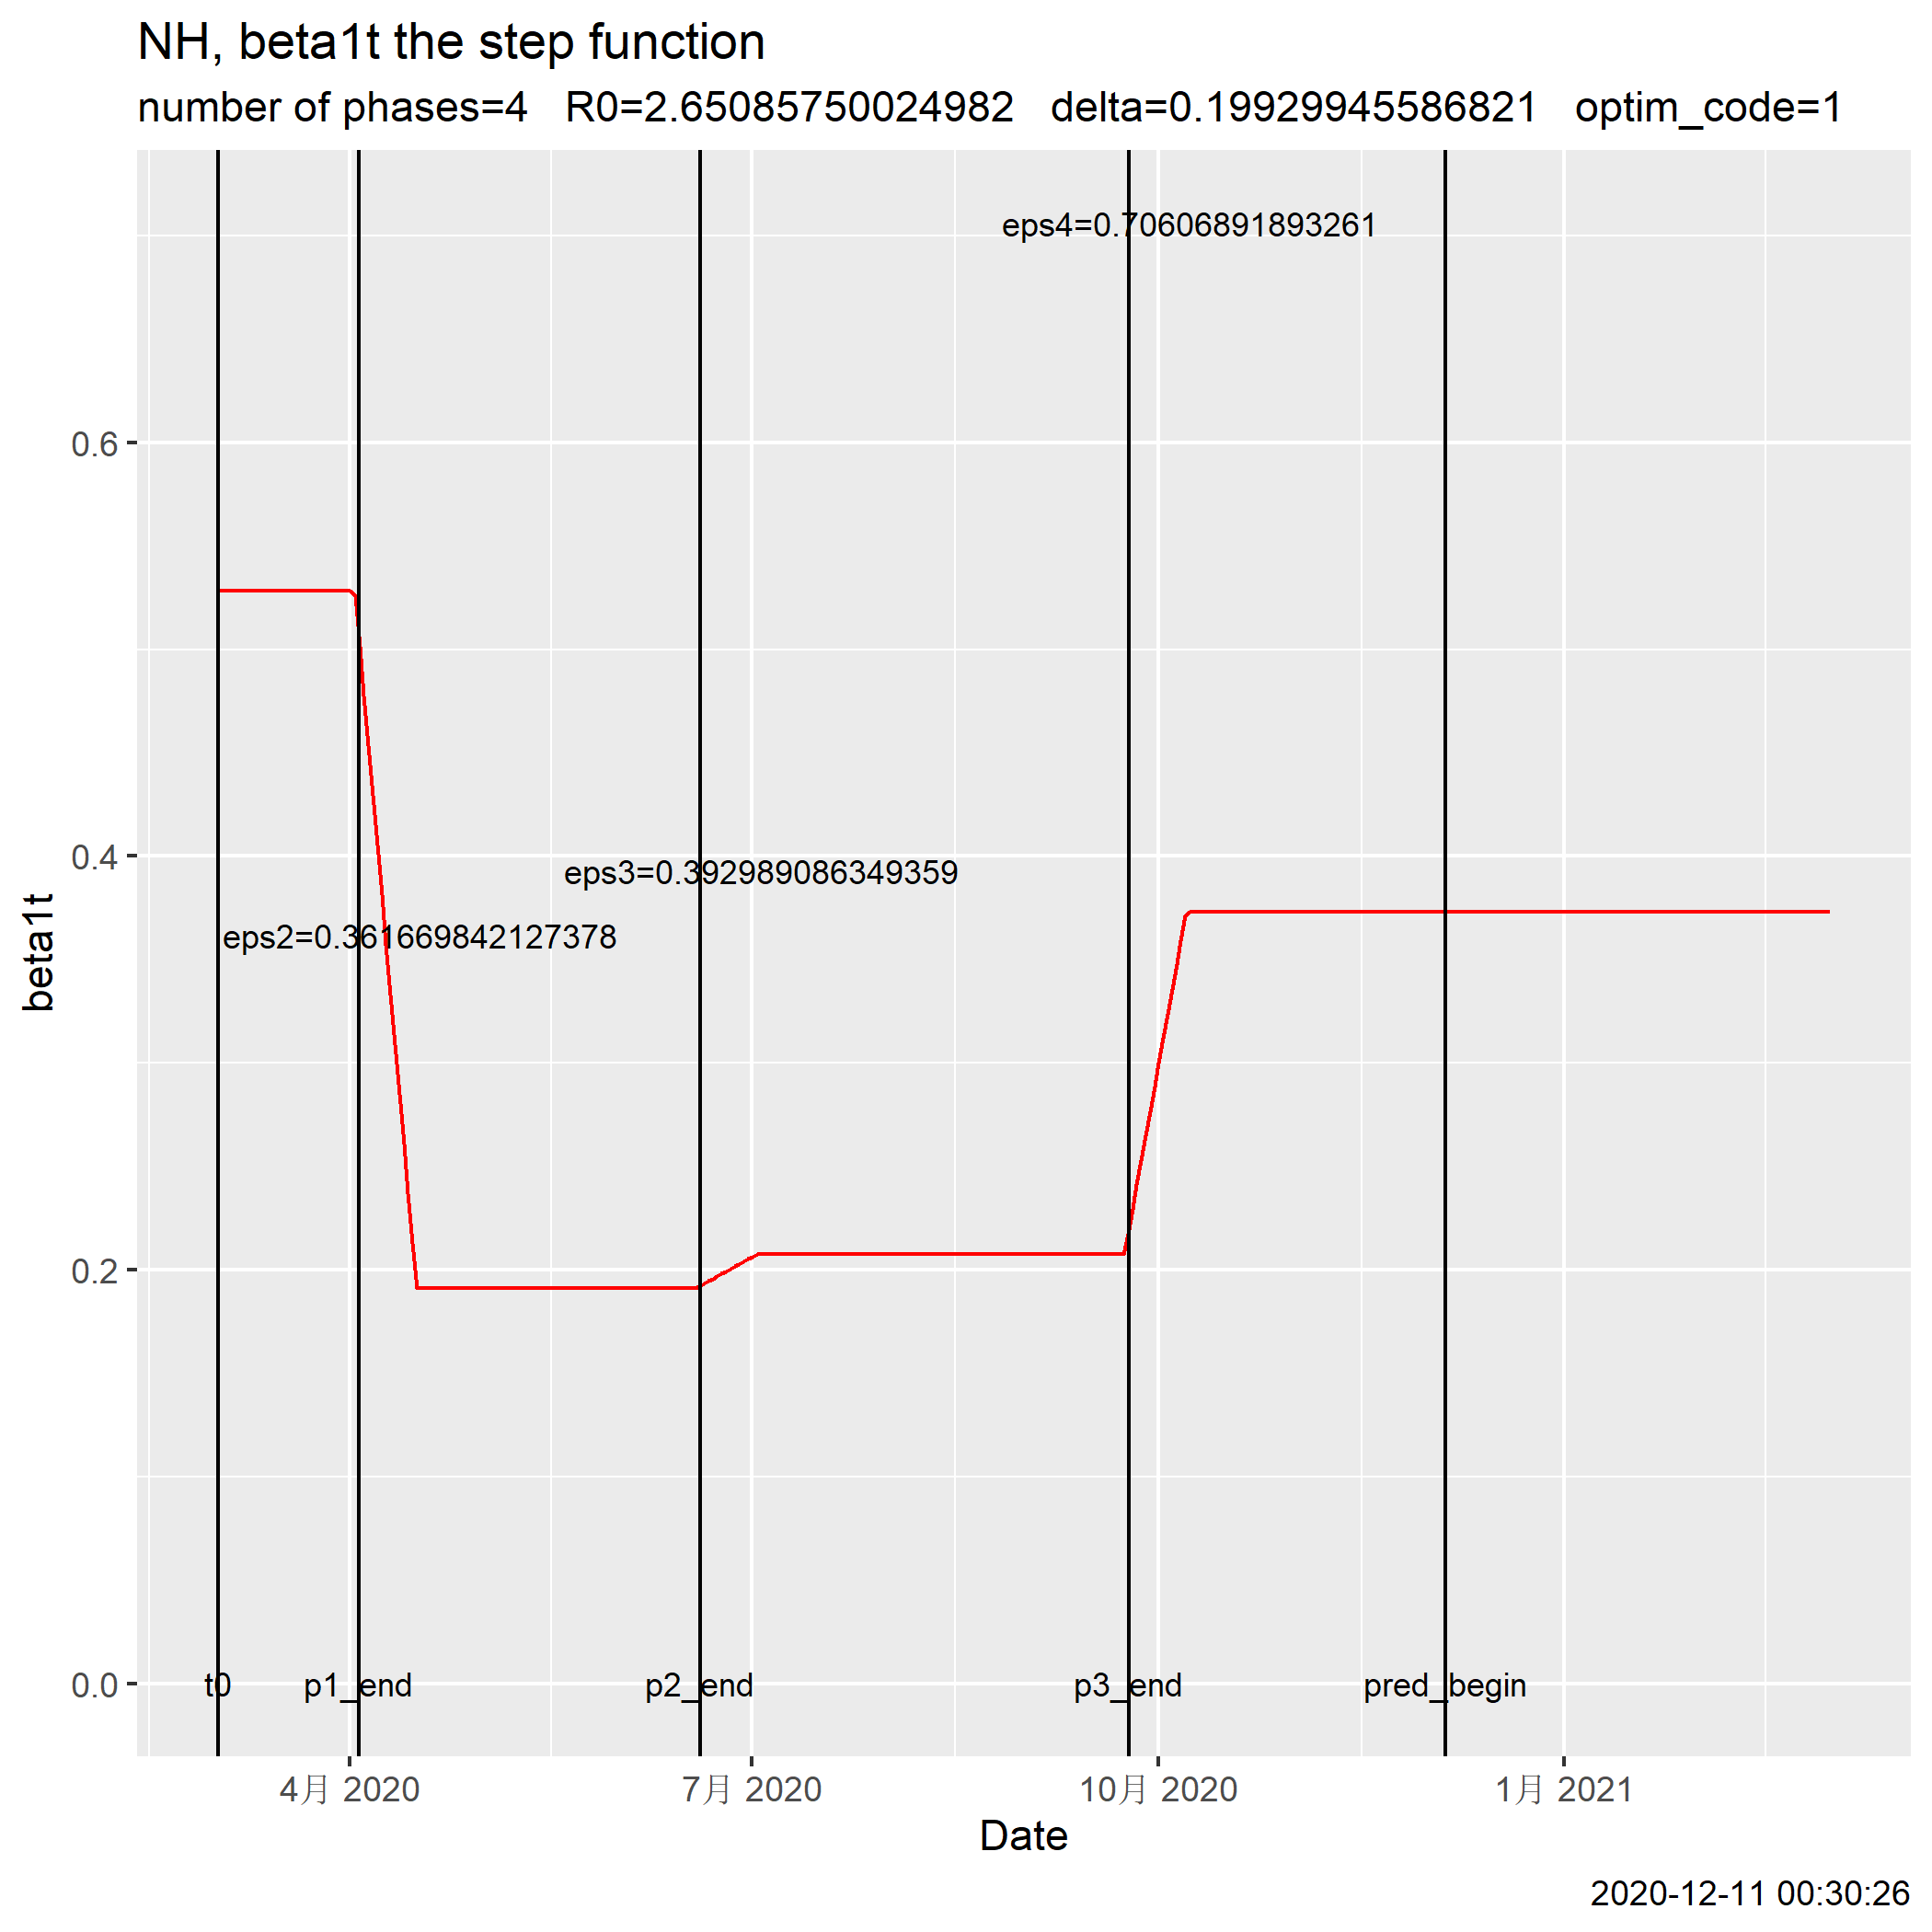 NH, beta1t the step function
number of phases=4 R0=2.65085750024982 delta=0.19929945586821 optim_code=1
eps4=0.70606891893261
0.6
0.4
eps3=0.392989086349359
eps2=0.361669842127378
beta1t
0.2
0.0
t0 p1_end p2_end p3_end pred_begin
4月 2020 7月 2020 10月 2020 1月 2021
Date
2020-12-11 00:30:26